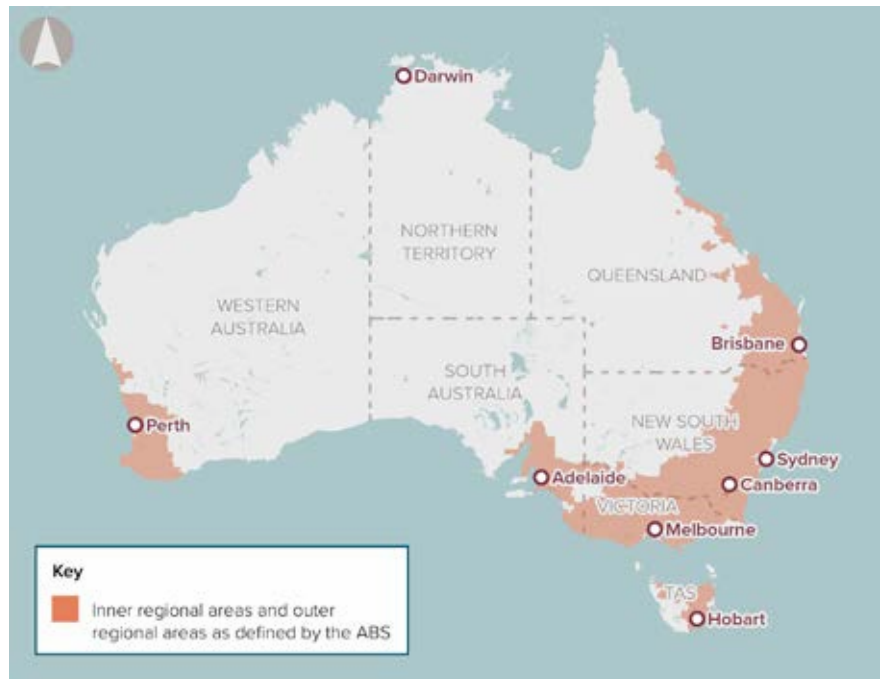 Darwin
NORTHERN
TERRITORY
QUEENSLAND
WESTERN
AUSTRALIA
Brisbane
SOUTH
AUSTRALIA
NEW SOUTH
WALES
Perth
Sydney
Adelaide
Canberra
VICTORIA
Melbourne
Key
Inner regional areas and outer
regional areas as defined by the ABS
TAS
Hobart